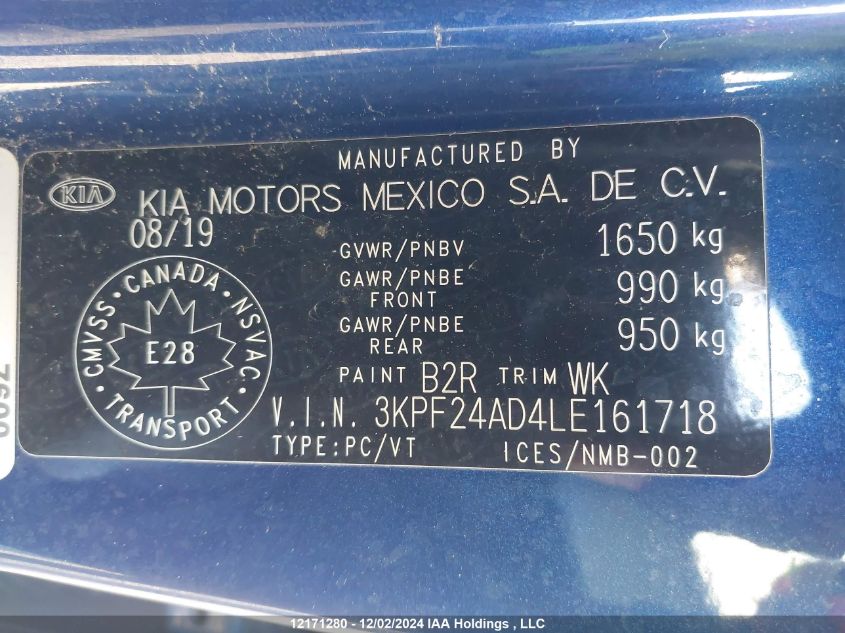 MANUFACTURED BY
KIA KIA MOTORS MEXICO S.A. DE C.V.
08/19
GVWR/PNBV 1650 kg
GAWR/PNBE FRONT 990 kg
GAWR/PNBE REAR 950 kg
CMVSS · CANADA · NSVAC · TRANSPORT ·
E28
PAINT B2R TRIM WK
V.I.N. 3KPF24AD4LE161718
TYPE:PC/VT ICES/NMB-002
12171280 - 12/02/2024 IAA Holdings , LLC